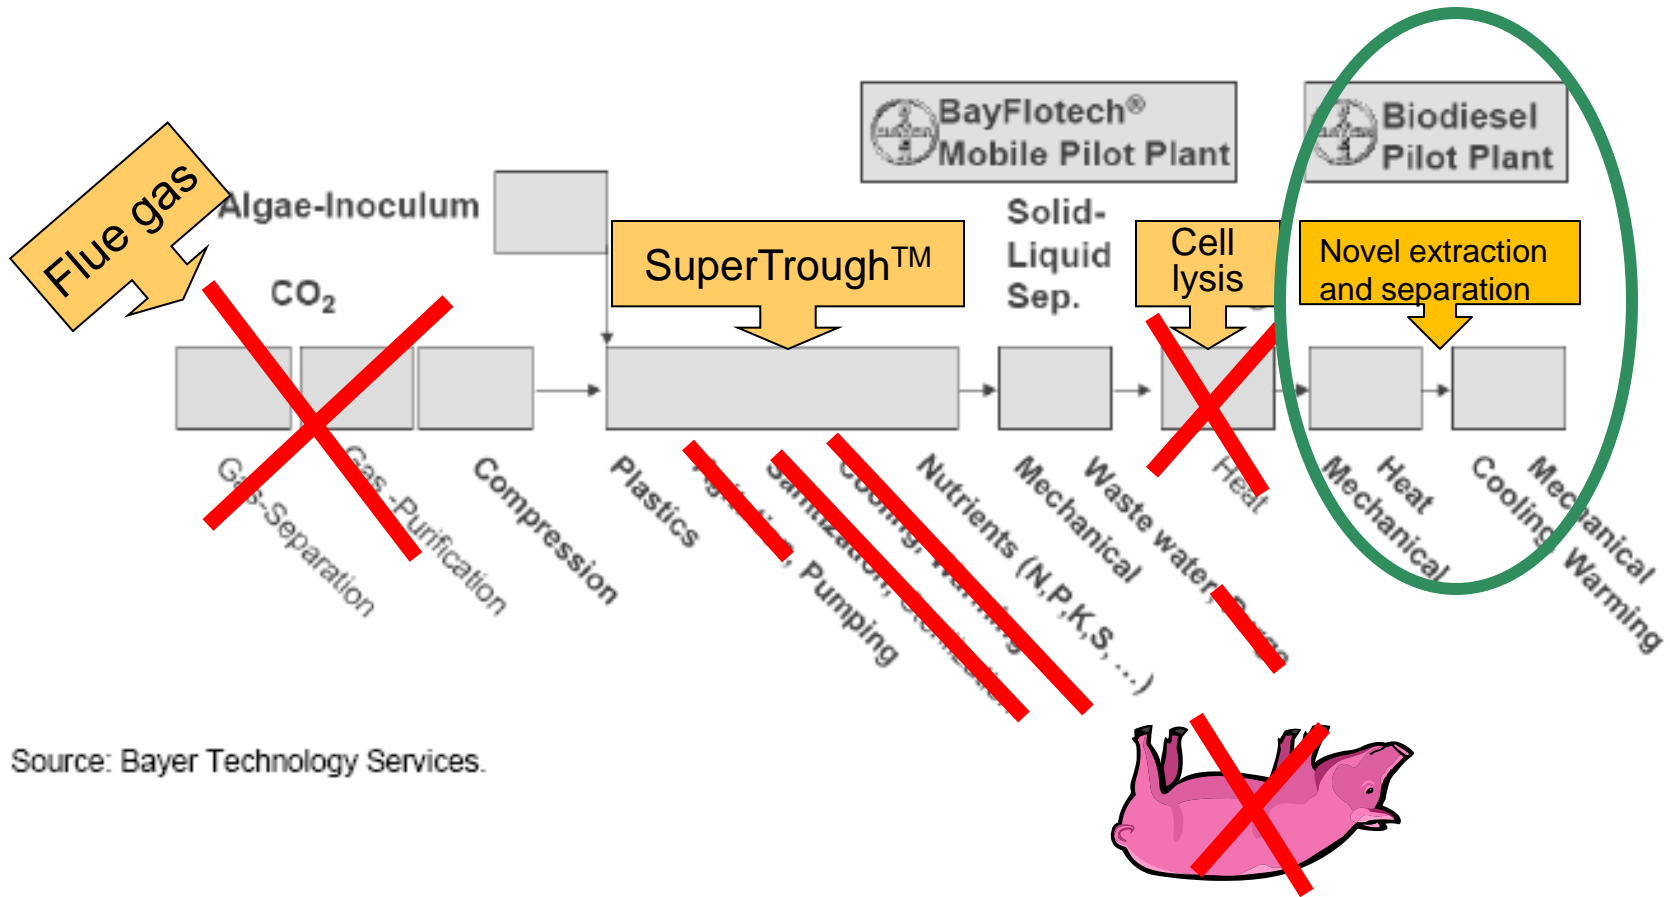 BayFlotech®
Mobile Pilot Plant
Biodiesel
Pilot Plant
Flue gas
Algae-Inoculum
CO₂
SuperTrough™
Solid-
Liquid
Sep.
Cell
lysis
Novel extraction
and separation
Gas-Separation
Gas-Purification
Compression
Plastics
Pumping
Nutrients (N,P,K,S, ...)
Mechanical
Waste water,
Heat
Mechanical
Heat
Cooling, Warming
Mechanical
Source: Bayer Technology Services.